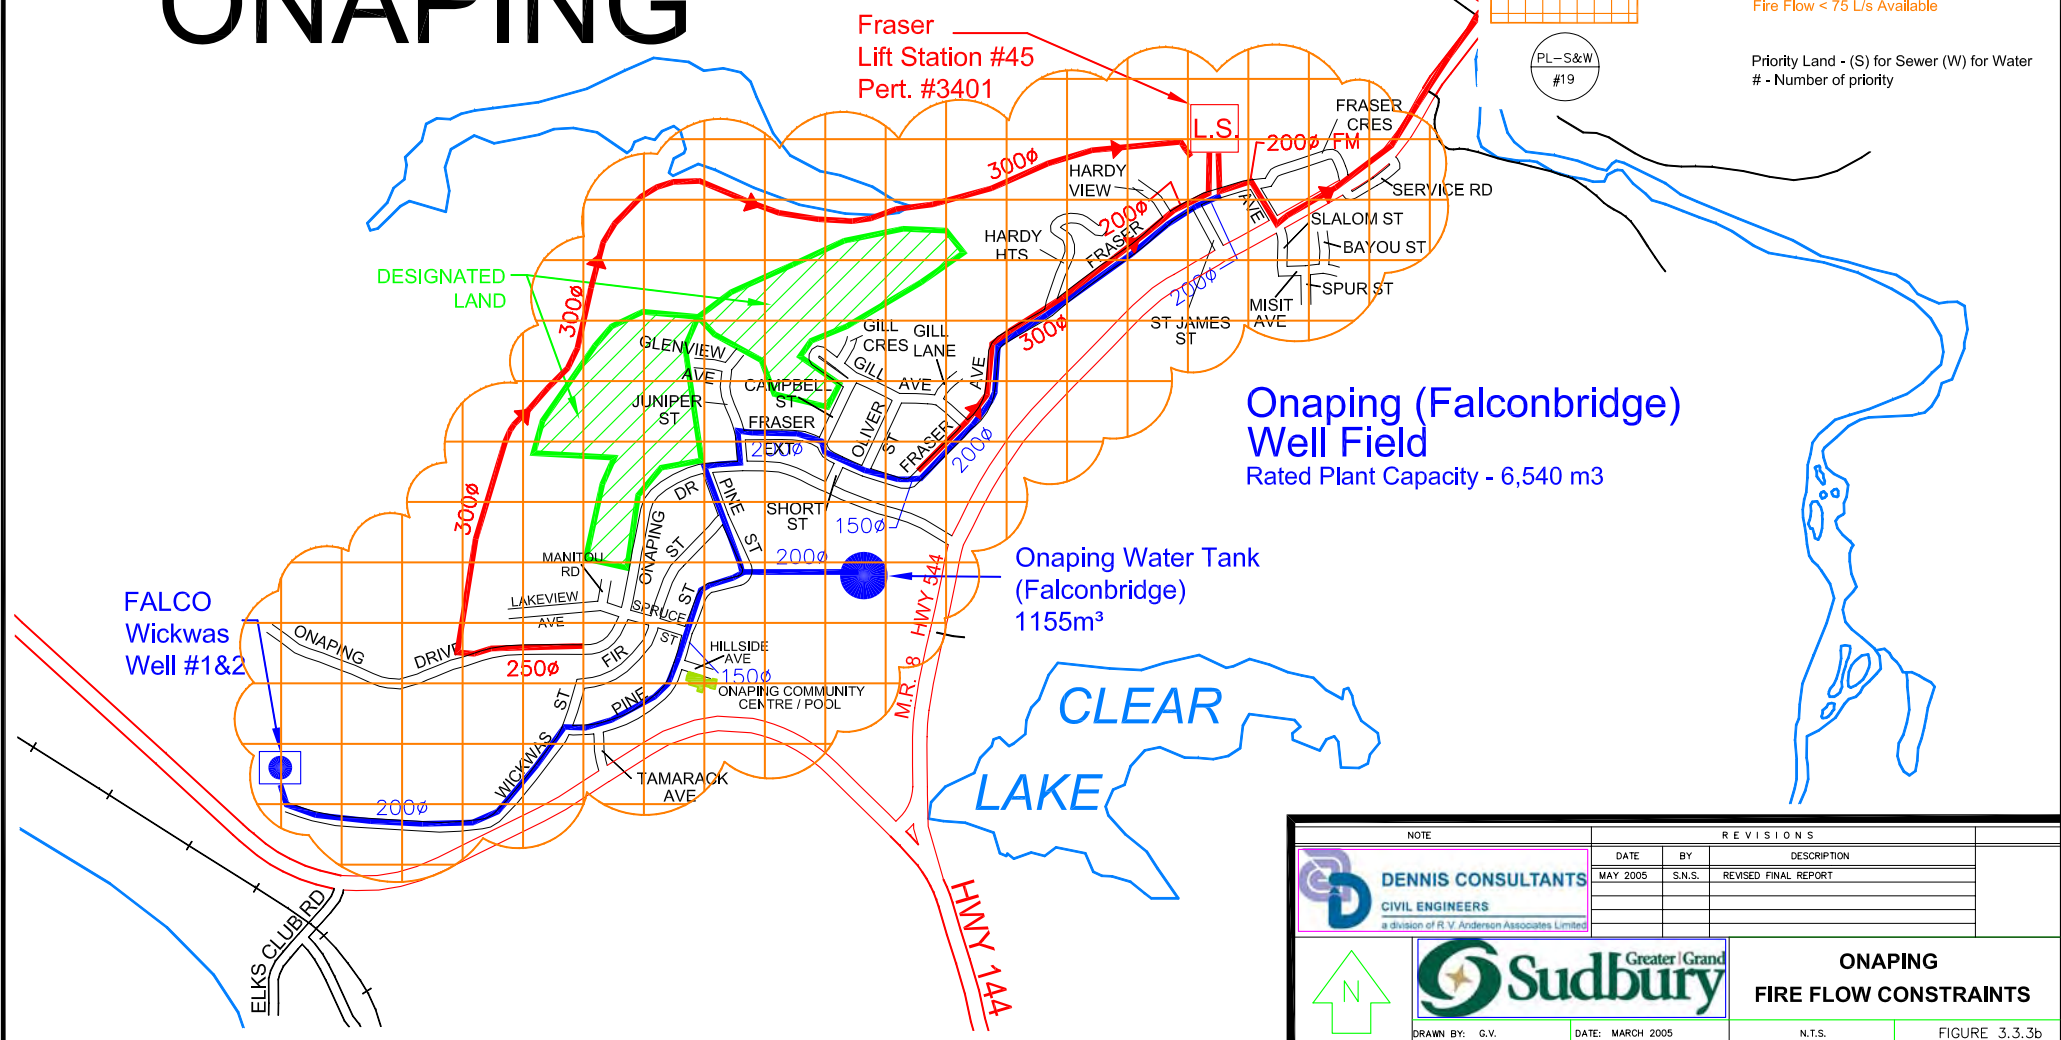 ONAPING
Fraser
Lift Station #45
Pert. #3401
Fire Flow < 75 L/s Available
PL-S&W
#19
Priority Land - (S) for Sewer (W) for Water
# - Number of priority
L.S.
200ø FM
FRASER
CRES
300ø
HARDY
VIEW
SERVICE RD
200ø
AVE
SLALOM ST
BAYOU ST
HARDY
HTS
FRASER
SPUR ST
MISIT
AVE
200ø
ST JAMES
ST
300ø
DESIGNATED
LAND
300ø
GLENVIEW
AVE
GILL
CRES
GILL
LANE
GILL
AVE
AVE
CAMPBELL
ST
JUNIPER
ST
FRASER
EXT
200ø
OLIVER
ST
FRASER
200ø
Onaping (Falconbridge)
Well Field
Rated Plant Capacity - 6,540 m3
300ø
DR
PINE
ST
SHORT
ST
150ø
ONAPING
ST
MANITOU
RD
200ø
Onaping Water Tank
(Falconbridge)
1155m³
FALCO
Wickwas
Well #1&2
LAKEVIEW
AVE
SPRUCE
ST
ST
ONAPING
DRIVE
250ø
FIR
HILLSIDE
AVE
150ø
ONAPING COMMUNITY
CENTRE / POOL
M.R. 8
HWY 544
ST
PINE
WICKWAS
TAMARACK
AVE
200ø
CLEAR
LAKE
ELKS CLUB RD
HWY 144
NOTE
REVISIONS
DATE
BY
DESCRIPTION
MAY 2005
S.N.S.
REVISED FINAL REPORT
DENNIS CONSULTANTS
CIVIL ENGINEERS
a division of R.V. Anderson Associates Limited
N
Greater | Grand
Sudbury
ONAPING
FIRE FLOW CONSTRAINTS
DRAWN BY: G.V.
DATE: MARCH 2005
N.T.S.
FIGURE 3.3.3b